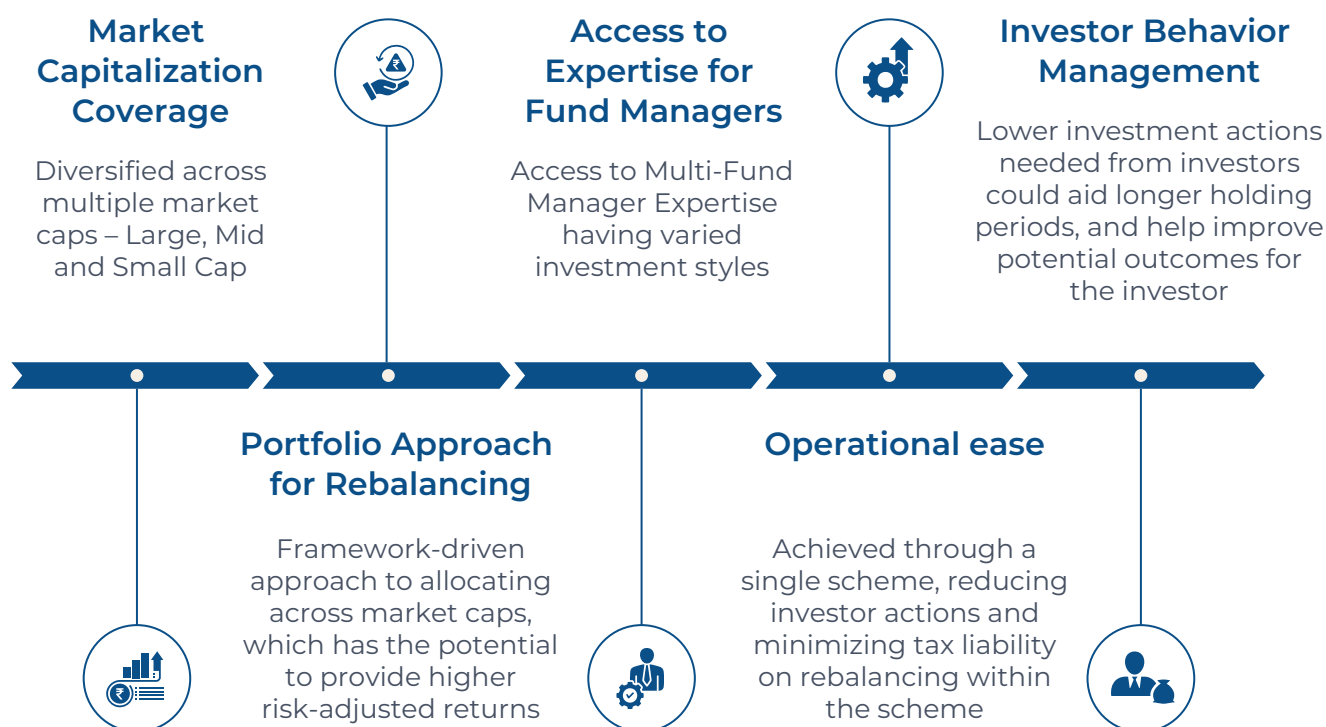 Market
Capitalization
Coverage
Diversified across
multiple market
caps – Large, Mid
and Small Cap
Portfolio Approach
for Rebalancing
Framework-driven
approach to allocating
across market caps,
which has the potential
to provide higher
risk-adjusted returns
Access to
Expertise for
Fund Managers
Access to Multi-Fund
Manager Expertise
having varied
investment styles
Operational ease
Achieved through a
single scheme, reducing
investor actions and
minimizing tax liability
on rebalancing within
the scheme
Investor Behavior
Management
Lower investment actions
needed from investors
could aid longer holding
periods, and help improve
potential outcomes for
the investor